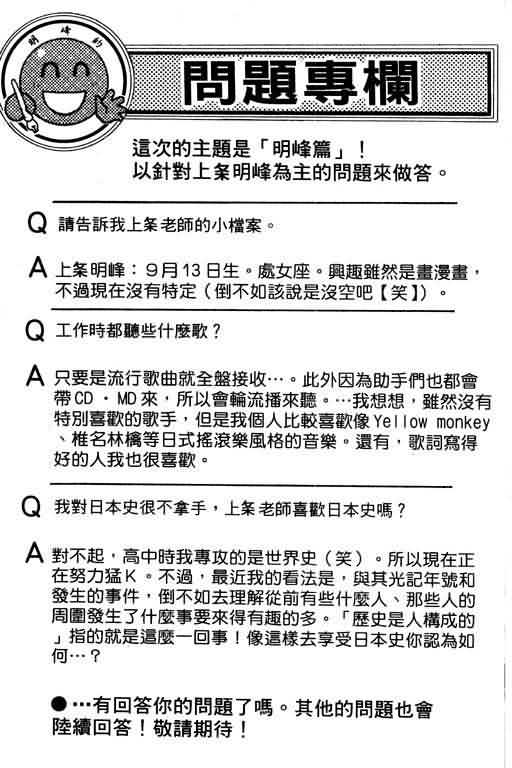 明峰的
問題專欄
這次的主題是「明峰篇」！
以針對上条明峰為主的問題來做答。
Q 請告訴我上条老師的小檔案。
A 上条明峰：９月13日生。處女座。興趣雖然是畫漫畫，
不過現在沒有特定（倒不如該說是沒空吧【笑】）。
Q 工作時都聽些什麼歌？
A 只要是流行歌曲就全盤接收…。此外因為助手們也都會
帶CD・MD來，所以會輪流播來聽。…我想想，雖然沒有
特別喜歡的歌手，但是我個人比較喜歡像Yellow monkey
、椎名林檎等日式搖滾樂風格的音樂。還有，歌詞寫得
好的人我也很喜歡。
Q 我對日本史很不拿手，上条老師喜歡日本史嗎？
A 對不起，高中時我專攻的是世界史（笑）。所以現在正
在努力猛Ｋ。不過，最近我的看法是，與其光記年號和
發生的事件，倒不如去理解從前有些什麼人、那些人的
周圍發生了什麼事要來得有趣的多。「歷史是人構成的
」指的就是這麼一回事！像這樣去享受日本史你認為如
何…？
●…有回答你的問題了嗎。其他的問題也會
陸續回答！敬請期待！